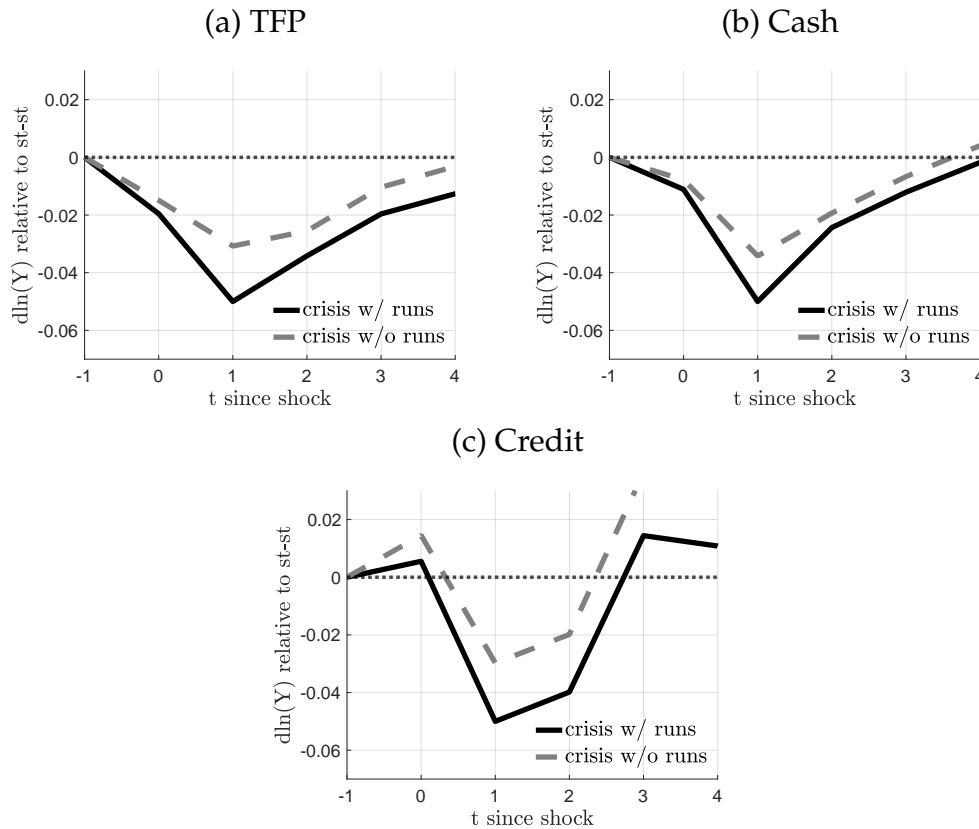 (a) TFP
0.02
0
-0.02
-0.04
-0.06
dln(Y) relative to st-st
crisis w/ runs
crisis w/o runs
-1 0 1 2 3 4
t since shock
(b) Cash
0.02
0
-0.02
-0.04
-0.06
dln(Y) relative to st-st
crisis w/ runs
crisis w/o runs
-1 0 1 2 3 4
t since shock
(c) Credit
0.02
0
-0.02
-0.04
-0.06
dln(Y) relative to st-st
crisis w/ runs
crisis w/o runs
-1 0 1 2 3 4
t since shock